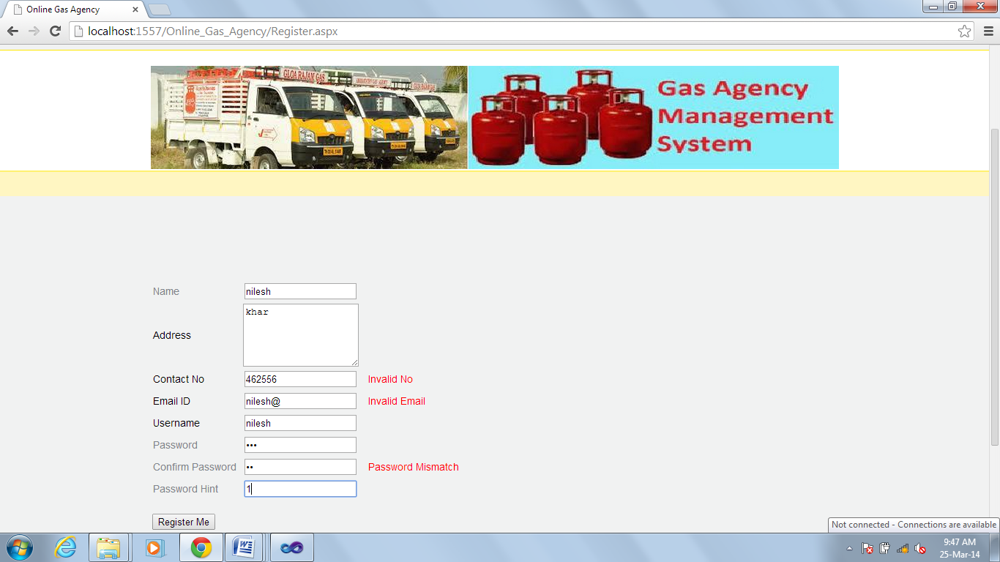 Online Gas Agency
localhost:1557/Online_Gas_Agency/Register.aspx
GLOA RAJAM GAS
Gas Agency
Management
System
Name nilesh
Address khar
Contact No 462556 Invalid No
Email ID nilesh@ Invalid Email
Username nilesh
Password •••
Confirm Password •• Password Mismatch
Password Hint 1
Register Me
Not connected - Connections are available
9:47 AM
25-Mar-14